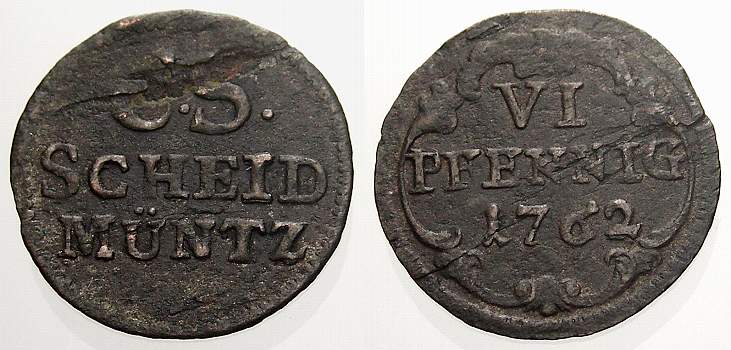 S.S.
SCHEID
MÜNTZ
VI
PFENNIG
1762